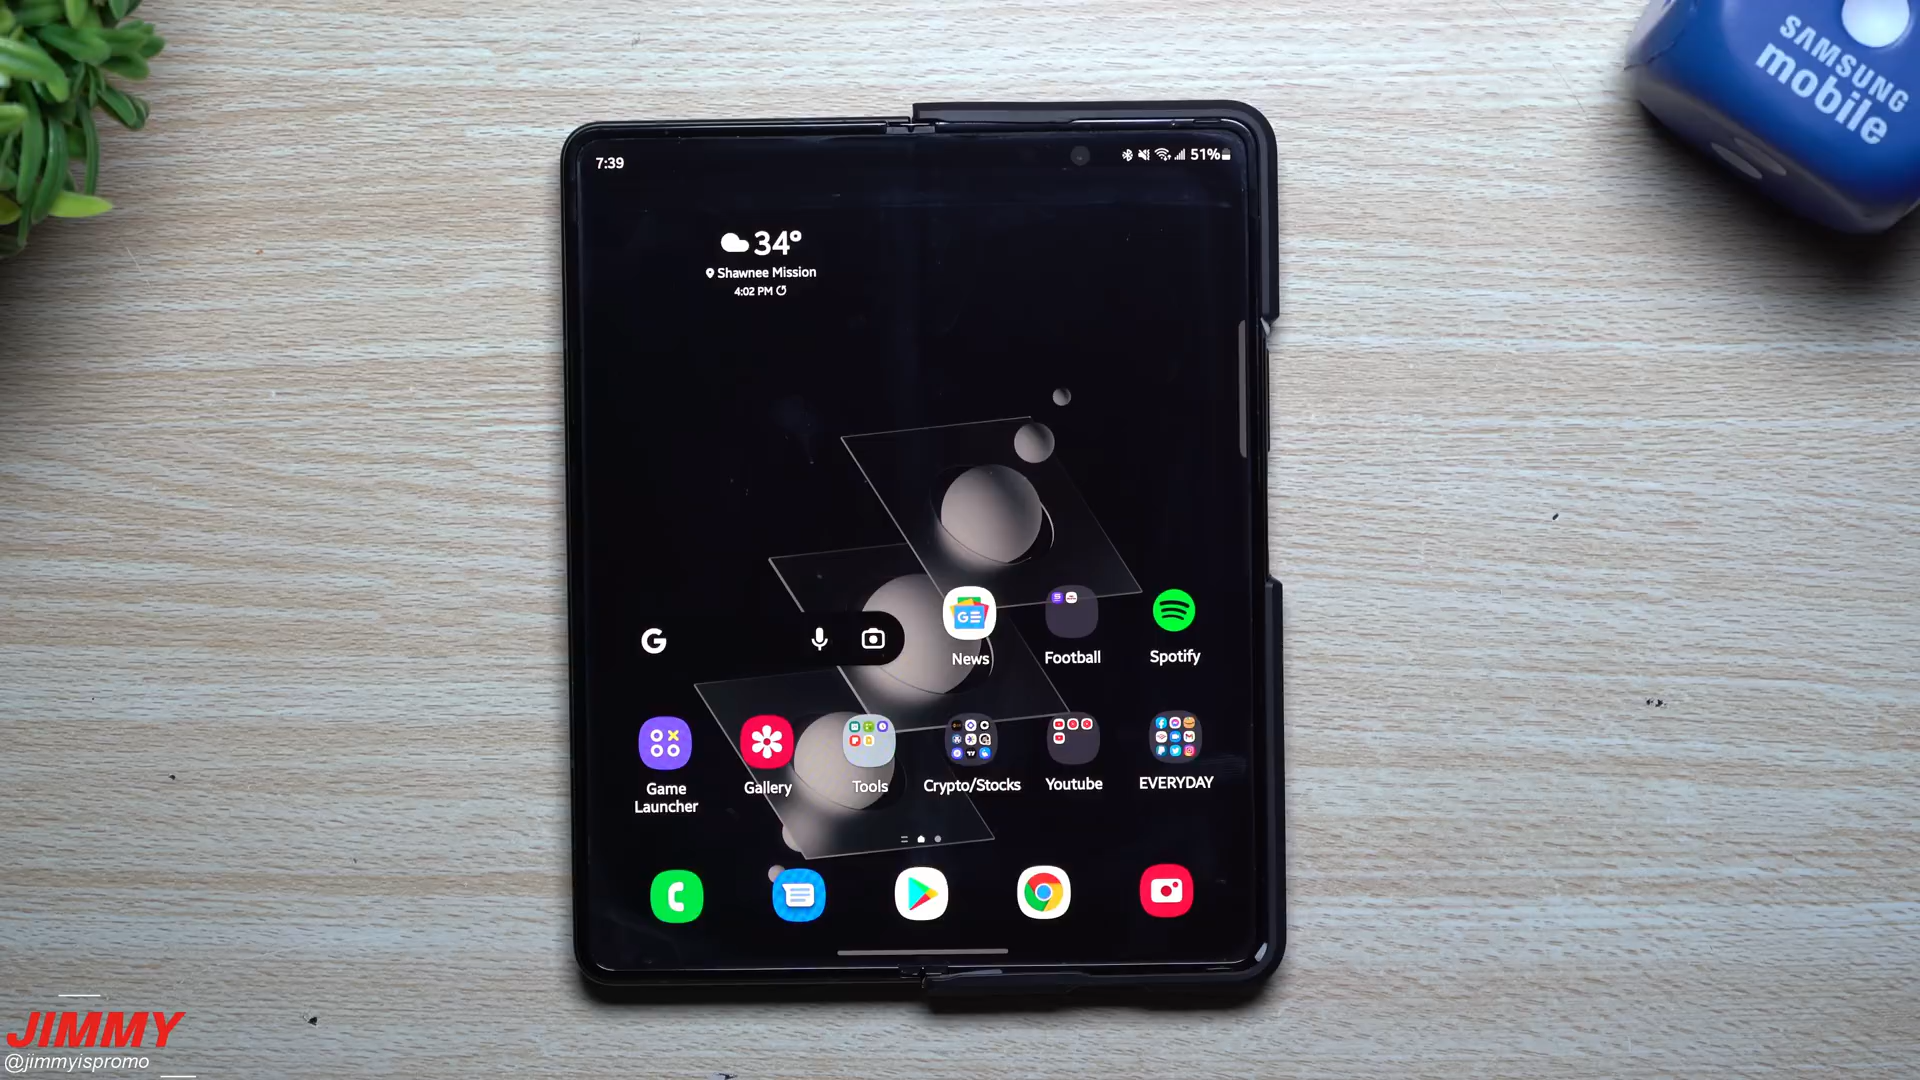 SAMSUNG
mobile
7:39
51%
34°
Shawnee Mission
4:02 PM
G
GE
News
Football
Spotify
Game
Launcher
Gallery
Tools
Crypto/Stocks
Youtube
EVERYDAY
JIMMY
@jimmyispromo